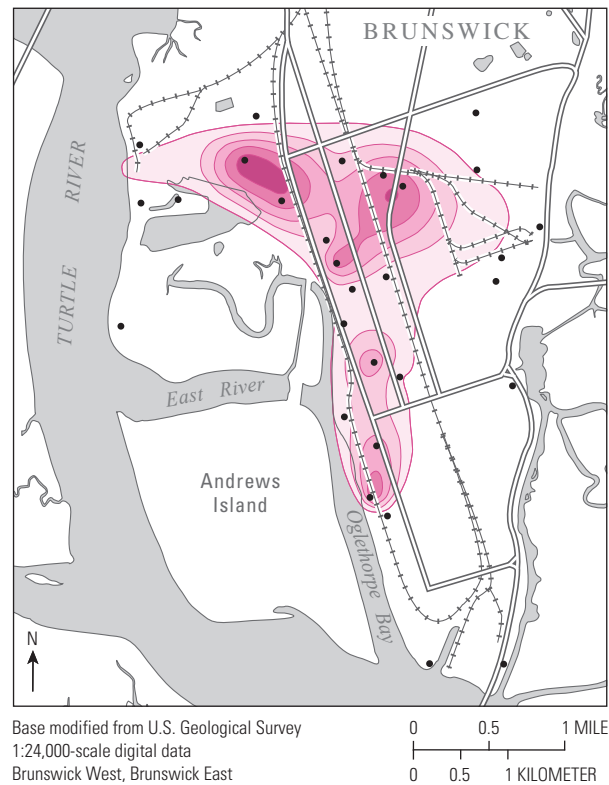 BRUNSWICK
TURTLE RIVER
East River
Andrews
Island
Oglethorpe Bay
N
Base modified from U.S. Geological Survey
1:24,000-scale digital data
Brunswick West, Brunswick East
0 0.5 1 MILE
0 0.5 1 KILOMETER